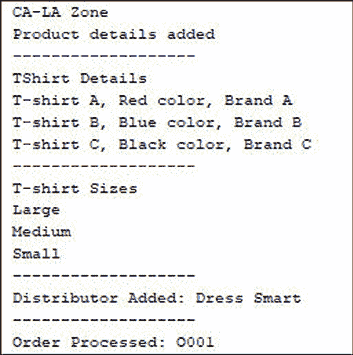 CA-LA Zone
Product details added
-------------------
TShirt Details
T-shirt A, Red color, Brand A
T-shirt B, Blue color, Brand B
T-shirt C, Black color, Brand C
-------------------
T-shirt Sizes
Large
Medium
Small
-------------------
Distributor Added: Dress Smart
-------------------
Order Processed: O001